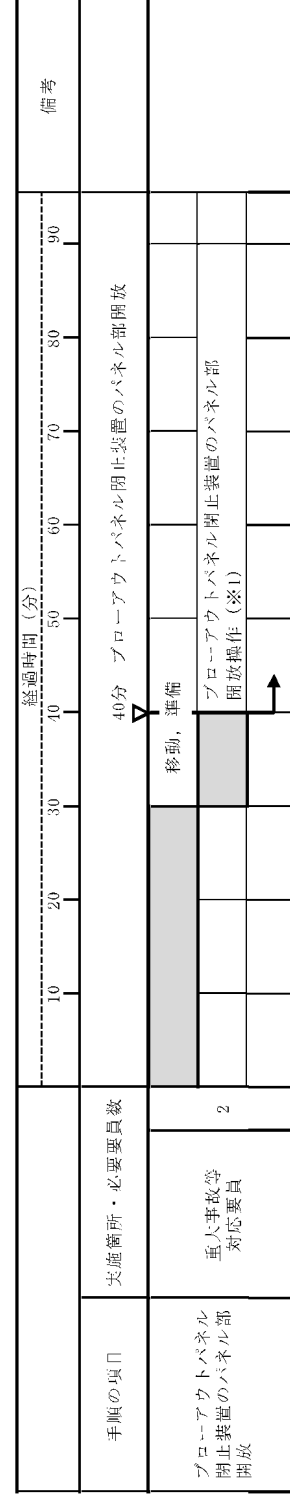 経過時間（分）
備考
10
20
30
40
50
60
70
80
90
手順の項目
実施箇所・必要要員数
40分 ブローアウトパネル閉止装置のパネル部開放
ブローアウトパネル
閉止装置のパネル部
開放
重大事故等
対応要員
2
移動，準備
ブローアウトパネル閉止装置のパネル部
開放操作（※1）